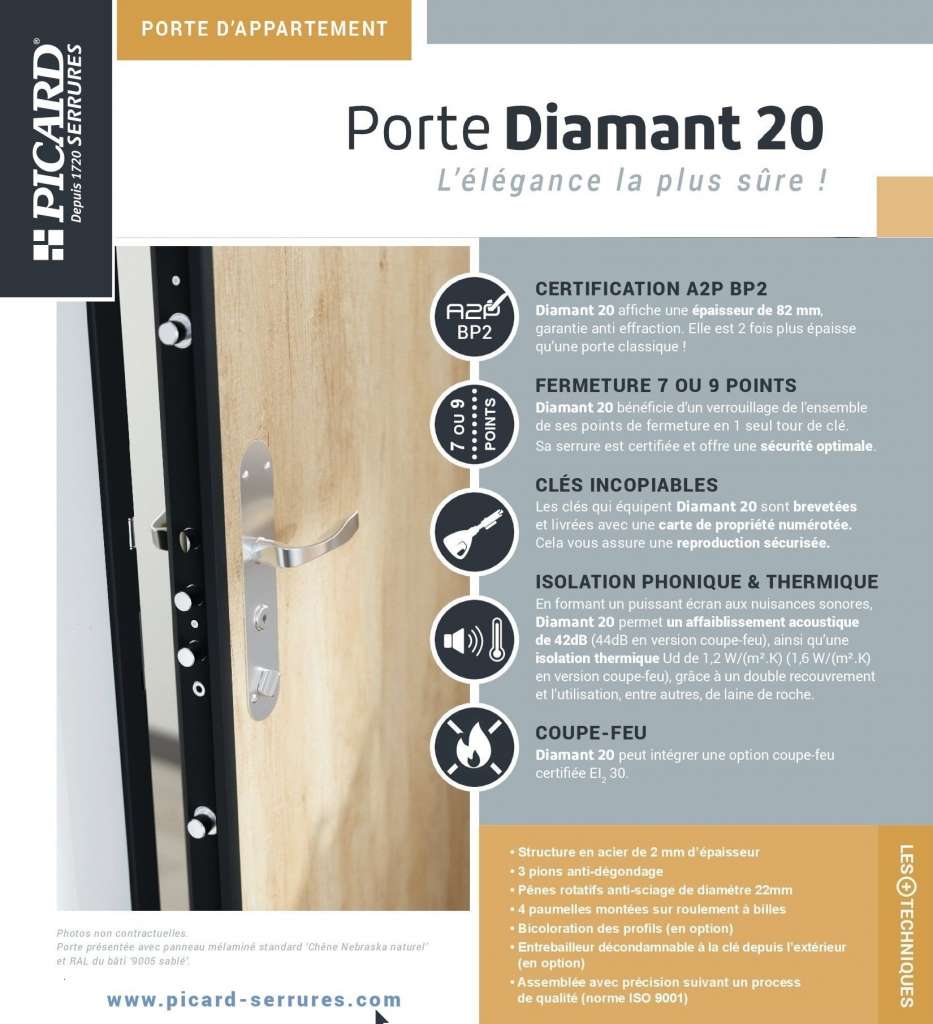 PICARD®
SERRURES
Depuis 1720
PORTE D'APPARTEMENT
Porte Diamant 20
L'élégance la plus sûre !
A2P
BP2
CERTIFICATION A2P BP2
Diamant 20 affiche une épaisseur de 82 mm,
garantie anti effraction. Elle est 2 fois plus épaisse
qu'une porte classique !
7 OU 9
POINTS
FERMETURE 7 OU 9 POINTS
Diamant 20 bénéficie d'un verrouillage de l'ensemble
de ses points de fermeture en 1 seul tour de clé.
Sa serrure est certifiée et offre une sécurité optimale.
CLÉS INCOPIABLES
Les clés qui équipent Diamant 20 sont brevetées
et livrées avec une carte de propriété numérotée.
Cela vous assure une reproduction sécurisée.
ISOLATION PHONIQUE & THERMIQUE
En formant un puissant écran aux nuisances sonores,
Diamant 20 permet un affaiblissement acoustique
de 42dB (44dB en version coupe-feu), ainsi qu'une
isolation thermique Ud de 1,2 W/(m².K) (1,6 W/(m².K)
en version coupe-feu), grâce à un double recouvrement
et l'utilisation, entre autres, de laine de roche.
COUPE-FEU
Diamant 20 peut intégrer une option coupe-feu
certifiée EI₂ 30.
• Structure en acier de 2 mm d'épaisseur
• 3 pions anti-dégondage
• Pênes rotatifs anti-sciage de diamétre 22mm
• 4 paumelles montées sur roulement à billes
• Bicoloration des profils (en option)
• Entrebailleur décondamnable à la clé depuis l'extérieur
(en option)
• Assemblée avec précision suivant un process
de qualité (norme ISO 9001)
LES + TECHNIQUES
Photos non contractuelles.
Porte présentée avec panneau mélaminé standard 'Chêne Nebraska naturel'
et RAL du bâti '9005 sablé'.
www.picard-serrures.com